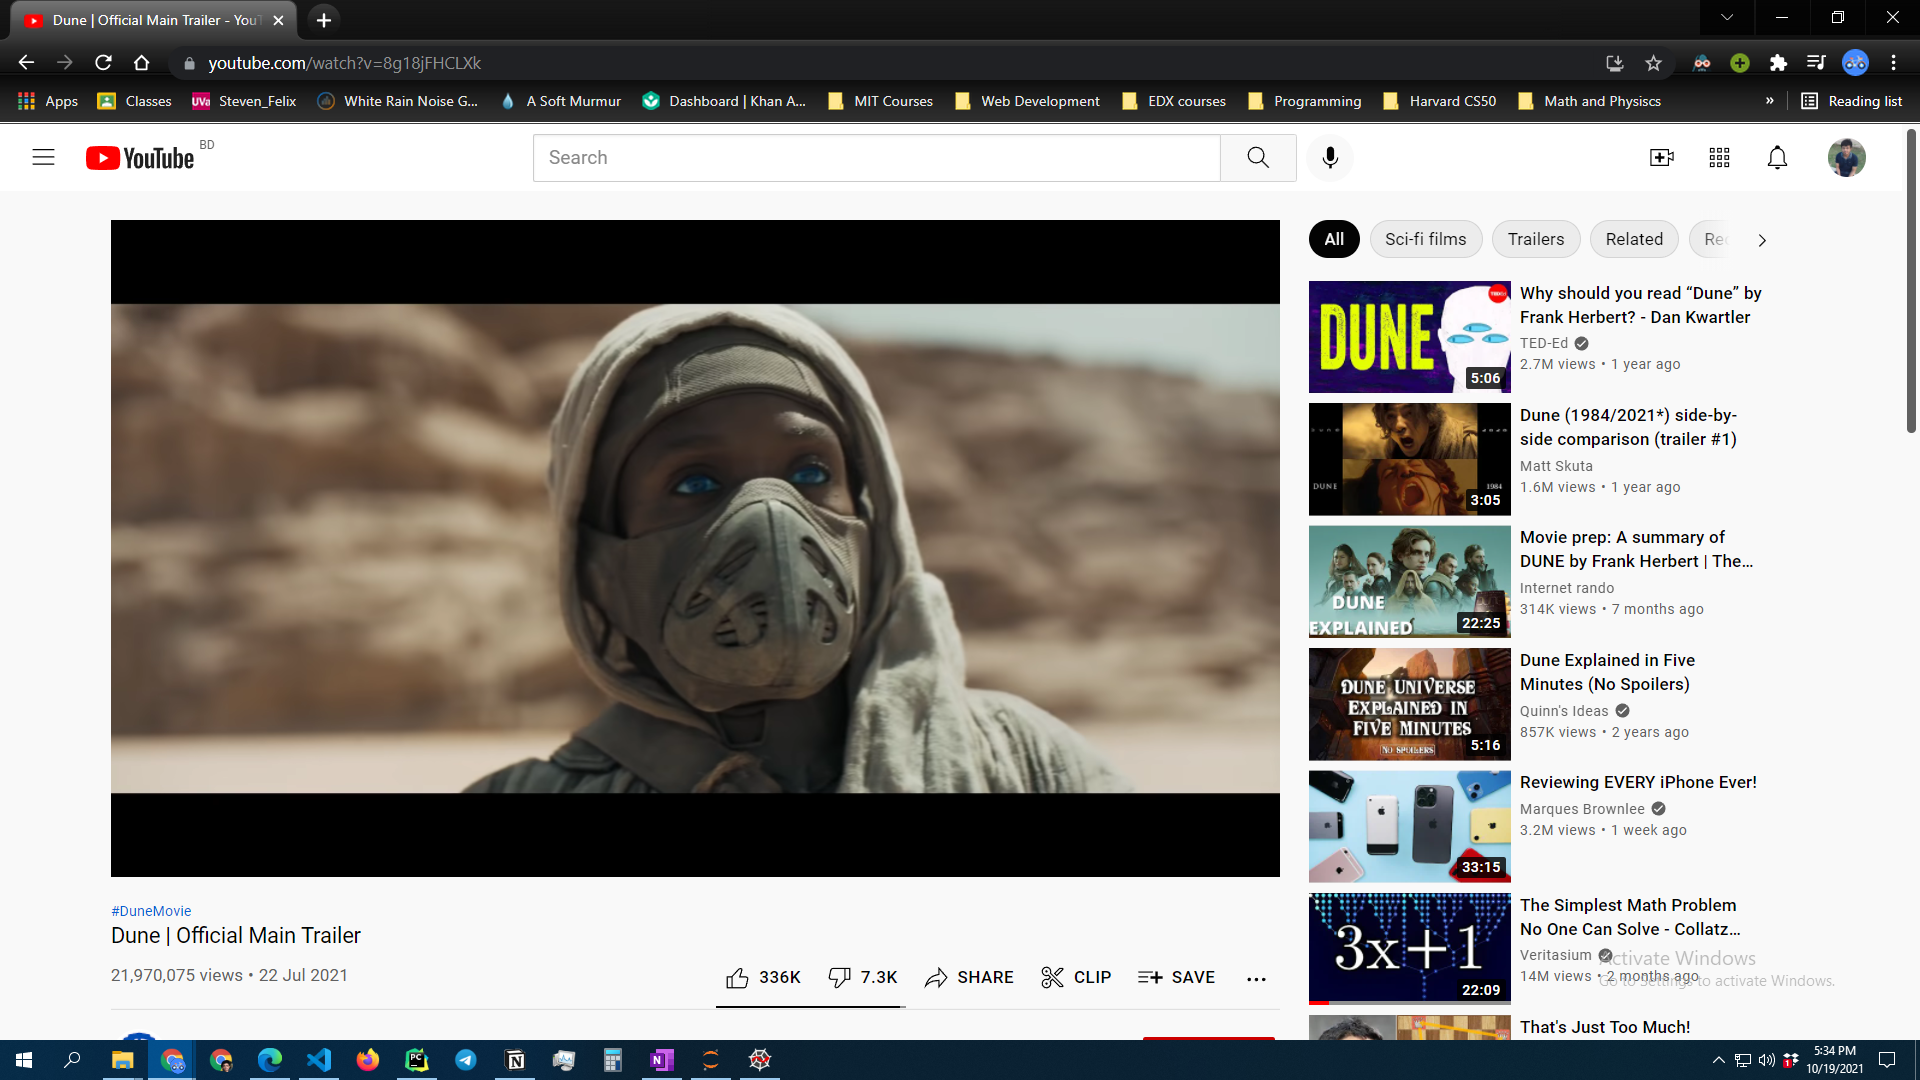 Dune | Official Main Trailer - YouT
youtube.com/watch?v=8g18jFHCLXk
Apps
Classes
UVa
Steven_Felix
White Rain Noise G...
A Soft Murmur
Dashboard | Khan A...
MIT Courses
Web Development
EDX courses
Programming
Harvard CS50
Math and Physiscs
»
Reading list
YouTube BD
Search
All
Sci-fi films
Trailers
Related
Rec
DUNE
5:06
Why should you read “Dune” by
Frank Herbert? - Dan Kwartler
TED-Ed
2.7M views • 1 year ago
DUNE
1984
3:05
Dune (1984/2021*) side-by-
side comparison (trailer #1)
Matt Skuta
1.6M views • 1 year ago
DUNE
EXPLAINED
22:25
Movie prep: A summary of
DUNE by Frank Herbert | The...
Internet rando
314K views • 7 months ago
DUNE UNIVERSE
EXPLAINED IN
FIVE MINUTES
NO SPOILERS
5:16
Dune Explained in Five
Minutes (No Spoilers)
Quinn's Ideas
857K views • 2 years ago
33:15
Reviewing EVERY iPhone Ever!
Marques Brownlee
3.2M views • 1 week ago
3x+1
22:09
The Simplest Math Problem
No One Can Solve - Collatz...
Veritasium
14M views • 2 months ago
Activate Windows
Go to Settings to activate Windows.
That's Just Too Much!
#DuneMovie
Dune | Official Main Trailer
21,970,075 views • 22 Jul 2021
336K
7.3K
SHARE
CLIP
SAVE
5:34 PM
10/19/2021